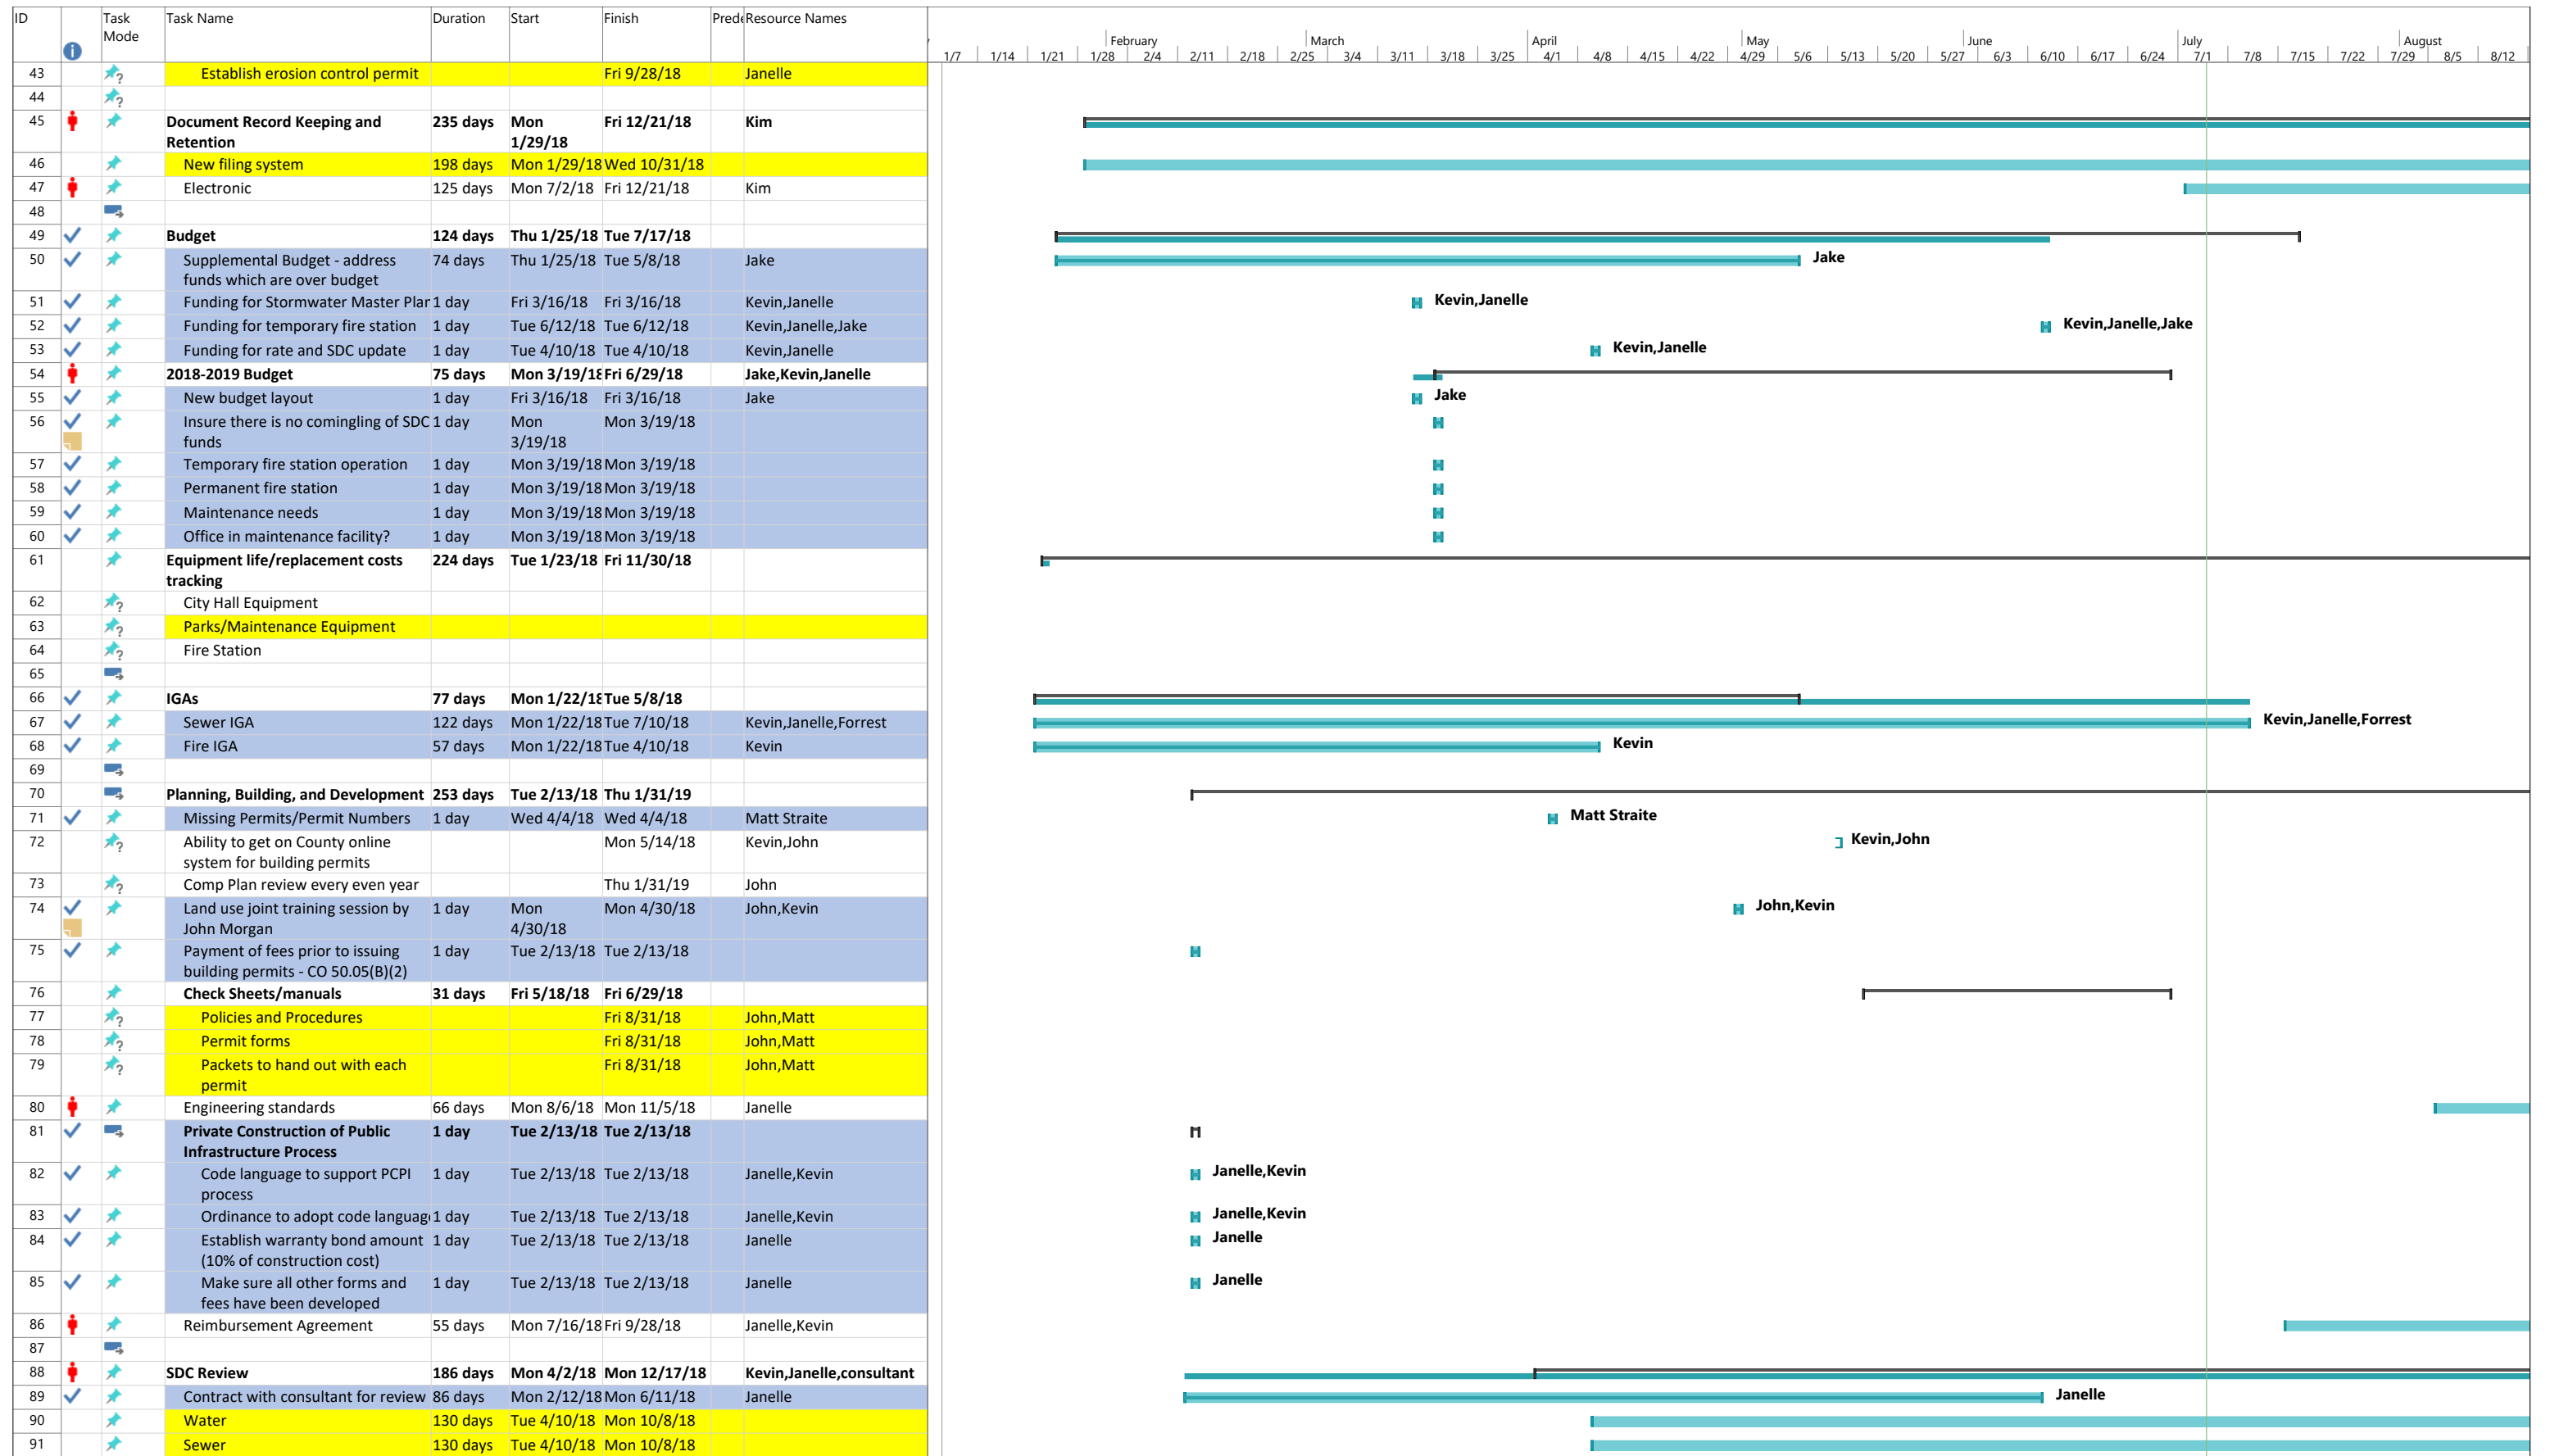 ID Task Mode Task Name Duration Start Finish Prede Resource Names
February March April May June July August
1/7 1/14 1/21 1/28 2/4 2/11 2/18 2/25 3/4 3/11 3/18 3/25 4/1 4/8 4/15 4/22 4/29 5/6 5/13 5/20 5/27 6/3 6/10 6/17 6/24 7/1 7/8 7/15 7/22 7/29 8/5 8/12
43 Establish erosion control permit Fri 9/28/18 Janelle
44
45 Document Record Keeping and 235 days Mon Fri 12/21/18 Kim
Retention 1/29/18
46 New filing system 198 days Mon 1/29/18 Wed 10/31/18
47 Electronic 125 days Mon 7/2/18 Fri 12/21/18 Kim
48
49 Budget 124 days Thu 1/25/18 Tue 7/17/18
50 Supplemental Budget - address 74 days Thu 1/25/18 Tue 5/8/18 Jake Jake
funds which are over budget
51 Funding for Stormwater Master Plan 1 day Fri 3/16/18 Fri 3/16/18 Kevin,Janelle Kevin,Janelle
52 Funding for temporary fire station 1 day Tue 6/12/18 Tue 6/12/18 Kevin,Janelle,Jake Kevin,Janelle,Jake
53 Funding for rate and SDC update 1 day Tue 4/10/18 Tue 4/10/18 Kevin,Janelle Kevin,Janelle
54 2018-2019 Budget 75 days Mon 3/19/18 Fri 6/29/18 Jake,Kevin,Janelle
55 New budget layout 1 day Fri 3/16/18 Fri 3/16/18 Jake Jake
56 Insure there is no comingling of SDC 1 day Mon Mon 3/19/18
funds 3/19/18
57 Temporary fire station operation 1 day Mon 3/19/18 Mon 3/19/18
58 Permanent fire station 1 day Mon 3/19/18 Mon 3/19/18
59 Maintenance needs 1 day Mon 3/19/18 Mon 3/19/18
60 Office in maintenance facility? 1 day Mon 3/19/18 Mon 3/19/18
61 Equipment life/replacement costs 224 days Tue 1/23/18 Fri 11/30/18
tracking
62 City Hall Equipment
63 Parks/Maintenance Equipment
64 Fire Station
65
66 IGAs 77 days Mon 1/22/18 Tue 5/8/18
67 Sewer IGA 122 days Mon 1/22/18 Tue 7/10/18 Kevin,Janelle,Forrest Kevin,Janelle,Forrest
68 Fire IGA 57 days Mon 1/22/18 Tue 4/10/18 Kevin Kevin
69
70 Planning, Building, and Development 253 days Tue 2/13/18 Thu 1/31/19
71 Missing Permits/Permit Numbers 1 day Wed 4/4/18 Wed 4/4/18 Matt Straite Matt Straite
72 Ability to get on County online Mon 5/14/18 Kevin,John Kevin,John
system for building permits
73 Comp Plan review every even year Thu 1/31/19 John
74 Land use joint training session by 1 day Mon Mon 4/30/18 John,Kevin John,Kevin
John Morgan 4/30/18
75 Payment of fees prior to issuing 1 day Tue 2/13/18 Tue 2/13/18
building permits - CO 50.05(B)(2)
76 Check Sheets/manuals 31 days Fri 5/18/18 Fri 6/29/18
77 Policies and Procedures Fri 8/31/18 John,Matt
78 Permit forms Fri 8/31/18 John,Matt
79 Packets to hand out with each Fri 8/31/18 John,Matt
permit
80 Engineering standards 66 days Mon 8/6/18 Mon 11/5/18 Janelle
81 Private Construction of Public 1 day Tue 2/13/18 Tue 2/13/18
Infrastructure Process
82 Code language to support PCPI 1 day Tue 2/13/18 Tue 2/13/18 Janelle,Kevin Janelle,Kevin
process
83 Ordinance to adopt code language 1 day Tue 2/13/18 Tue 2/13/18 Janelle,Kevin Janelle,Kevin
84 Establish warranty bond amount 1 day Tue 2/13/18 Tue 2/13/18 Janelle Janelle
(10% of construction cost)
85 Make sure all other forms and 1 day Tue 2/13/18 Tue 2/13/18 Janelle Janelle
fees have been developed
86 Reimbursement Agreement 55 days Mon 7/16/18 Fri 9/28/18 Janelle,Kevin
87
88 SDC Review 186 days Mon 4/2/18 Mon 12/17/18 Kevin,Janelle,consultant
89 Contract with consultant for review 86 days Mon 2/12/18 Mon 6/11/18 Janelle Janelle
90 Water 130 days Tue 4/10/18 Mon 10/8/18
91 Sewer 130 days Tue 4/10/18 Mon 10/8/18